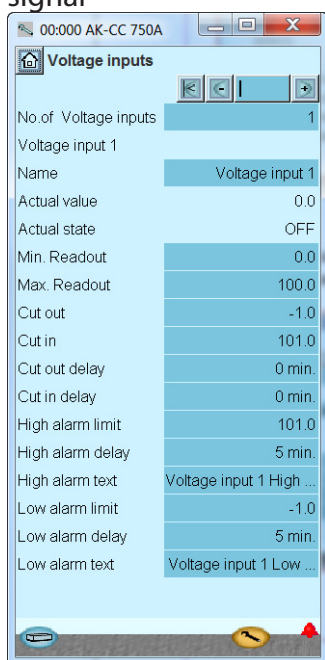 signal
00:000 AK-CC 750A
Voltage inputs
No.of Voltage inputs 1
Voltage input 1
Name Voltage input 1
Actual value 0.0
Actual state OFF
Min. Readout 0.0
Max. Readout 100.0
Cut out -1.0
Cut in 101.0
Cut out delay 0 min.
Cut in delay 0 min.
High alarm limit 101.0
High alarm delay 5 min.
High alarm text Voltage input 1 High ...
Low alarm limit -1.0
Low alarm delay 5 min.
Low alarm text Voltage input 1 Low ...